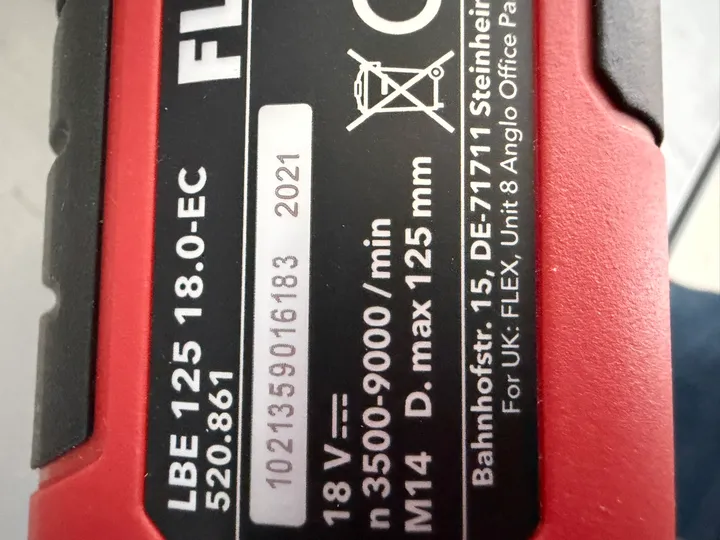 FL
LBE 125 18.0-EC
520.861
1021359016183 2021
18 V
n 3500-9000 / min
M14 D. max 125 mm
Bahnhofstr. 15, DE-71711 Steinhei
For UK: FLEX, Unit 8 Anglo Office Pa